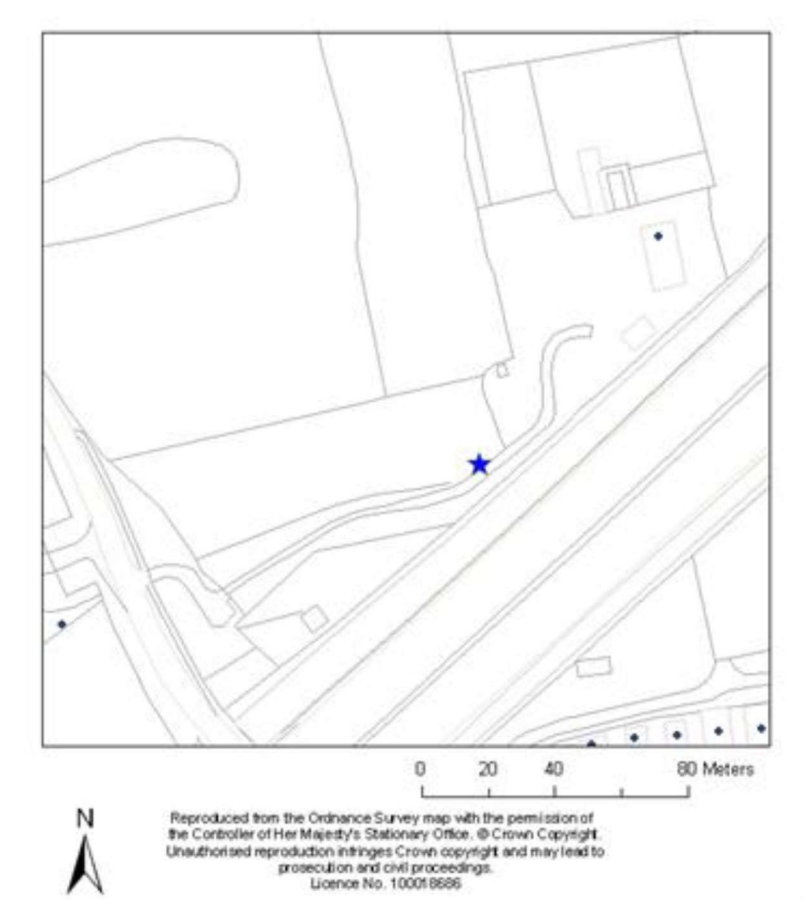 0 20 40 80 Meters
N
Reproduced from the Ordnance Survey map with the permission of
the Controller of Her Majesty's Stationary Office. © Crown Copyright.
Unauthorised reproduction infringes Crown copyright and may lead to
prosecution and civil proceedings.
Licence No. 100018686